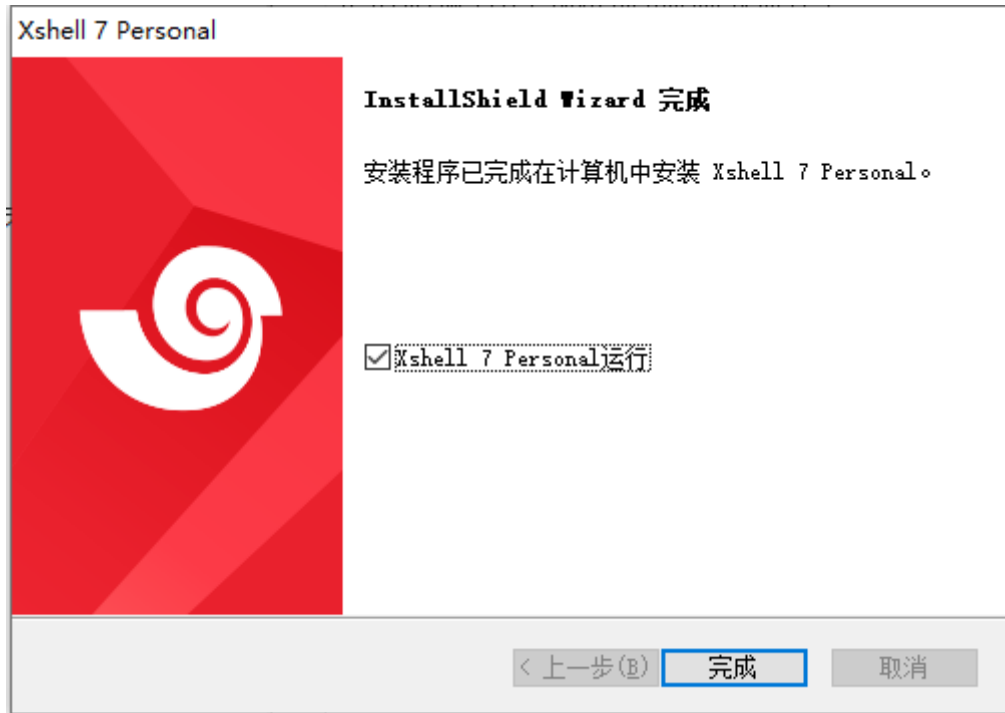 Xshell 7 Personal
InstallShield Wizard 完成
安装程序已完成在计算机中安装 Xshell 7 Personal。
Xshell 7 Personal运行
< 上一步(B)
完成
取消